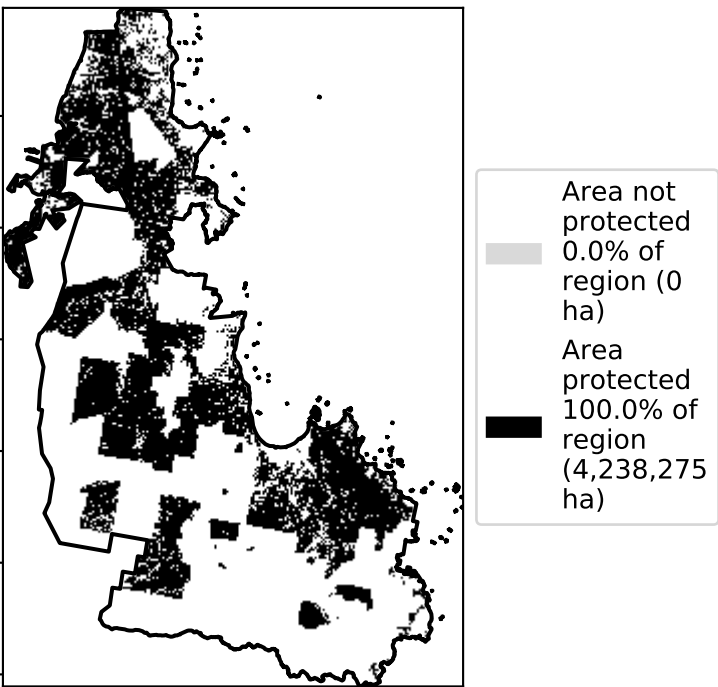 Area not
protected
0.0% of
region (0
ha)
Area
protected
100.0% of
region
(4,238,275
ha)